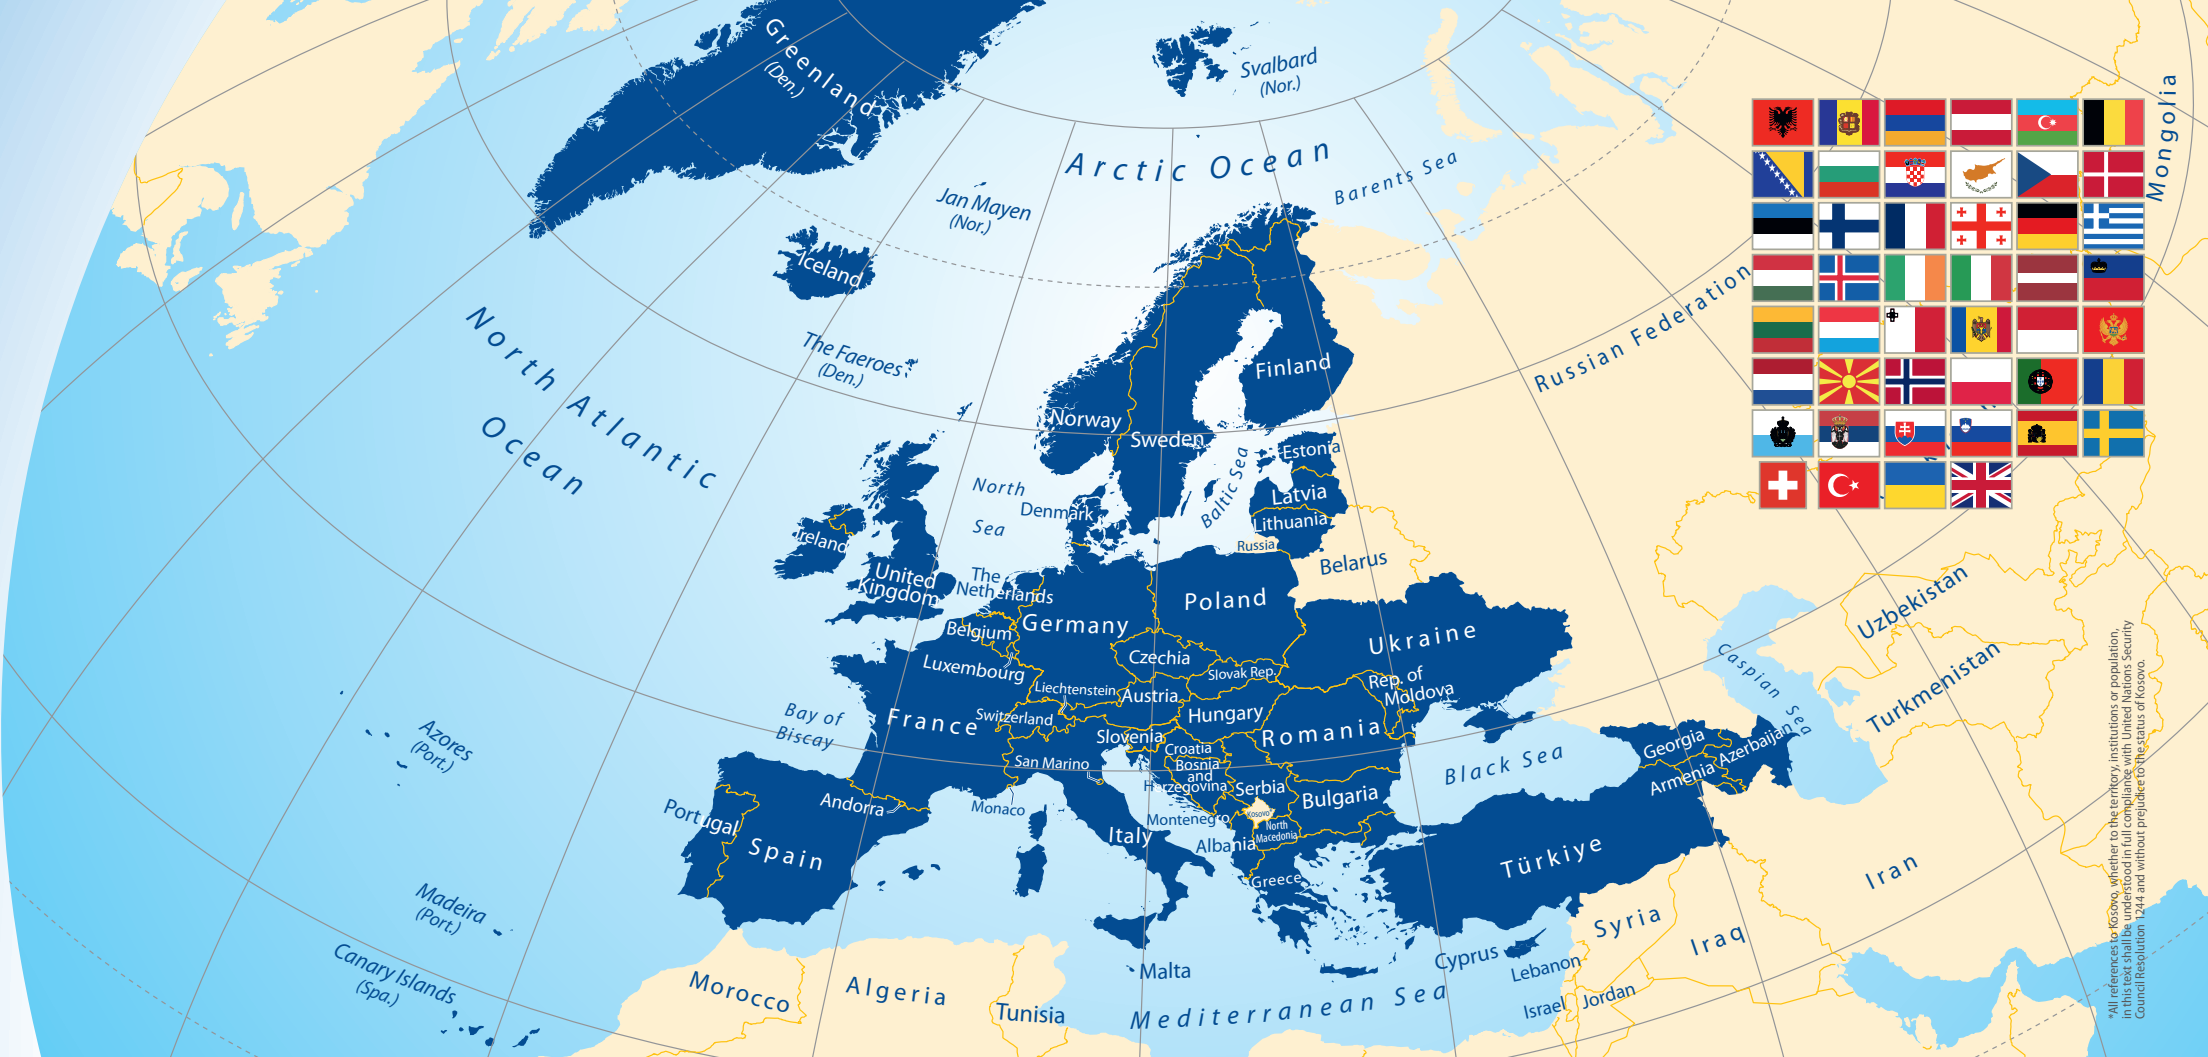 Greenland
(Den.)
Svalbard
(Nor.)
Mongolia
Arctic Ocean
Barents Sea
Jan Mayen
(Nor.)
Iceland
Russian Federation
North Atlantic
Ocean
The Faeroes
(Den.)
Finland
Norway
Sweden
Estonia
Baltic Sea
North
Sea
Denmark
Latvia
Lithuania
Russia
Ireland
Belarus
United
Kingdom
The
Netherlands
Poland
Uzbekistan
Belgium
Germany
Ukraine
Czechia
Luxembourg
Slovak Rep.
Liechtenstein
Austria
Rep. of
Moldova
Caspian Sea
Turkmenistan
Bay of
Biscay
France
Switzerland
Hungary
Romania
Azores
(Port.)
Slovenia
Croatia
Georgia
Azerbaijan
San Marino
Bosnia
and
Herzegovina
Serbia
Black Sea
Armenia
Andorra
Monaco
Bulgaria
Portugal
Montenegro
Kosovo*
North
Macedonia
Italy
Albania
Spain
Türkiye
Greece
Iran
Madeira
(Port.)
Syria
Iraq
Canary Islands
(Spa.)
Malta
Cyprus
Lebanon
Morocco
Algeria
Tunisia
Mediterranean Sea
Israel
Jordan
*All references to Kosovo, whether to the territory, institutions or population,
in this text shall be understood in full compliance with United Nations Security
Council Resolution 1244 and without prejudice to the status of Kosovo.